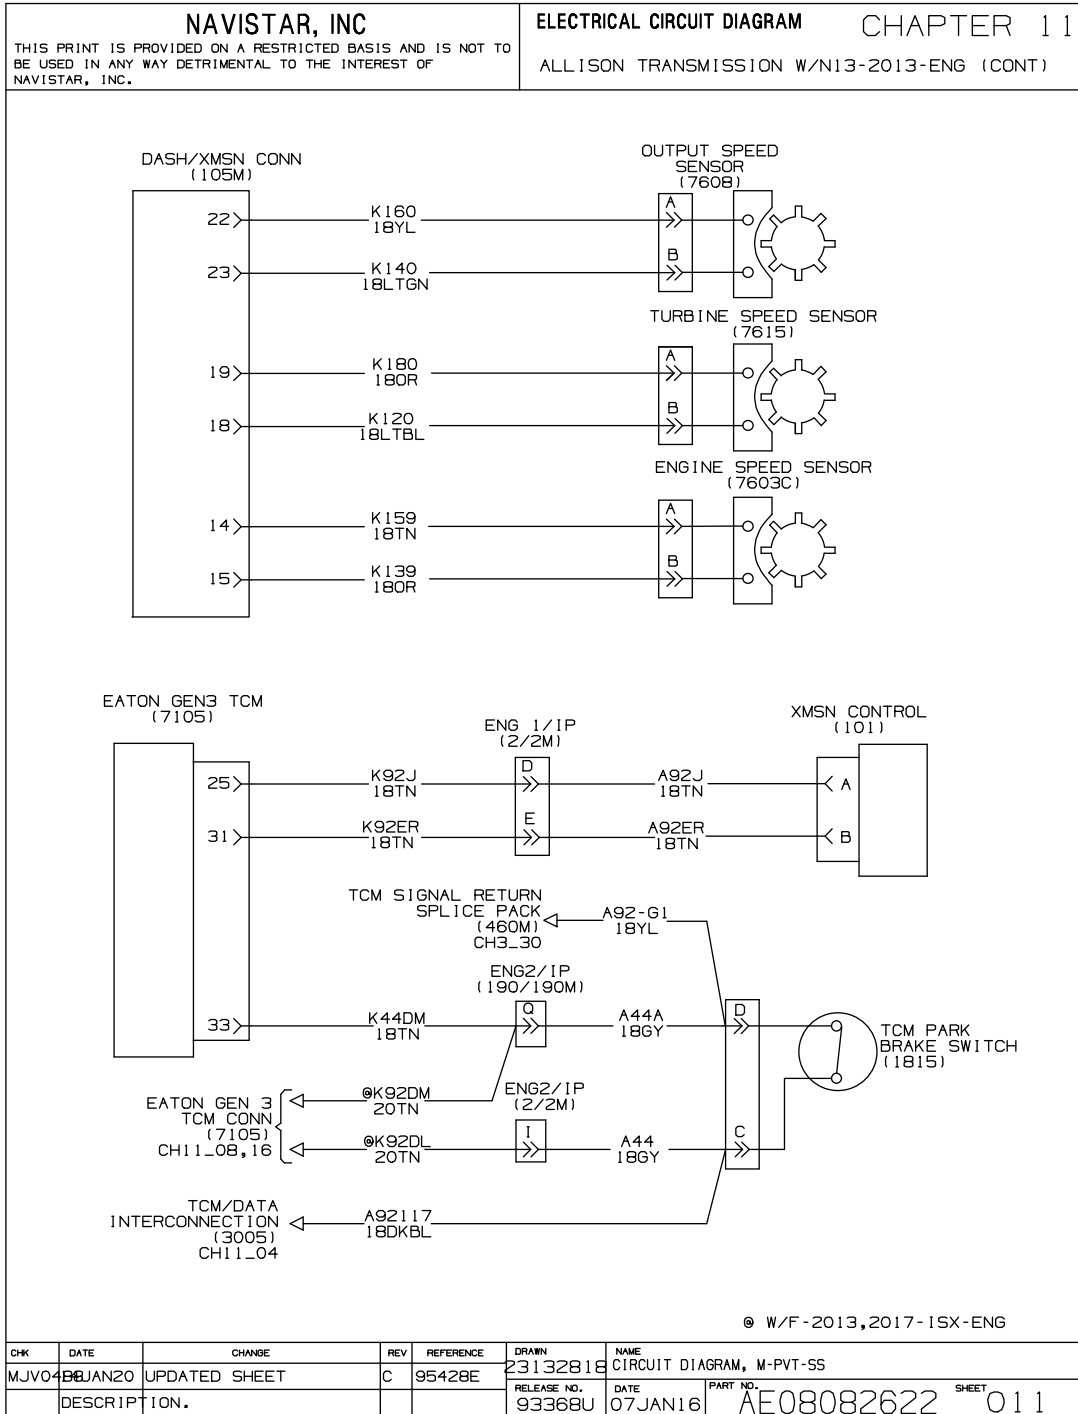 NAVISTAR, INC
THIS PRINT IS PROVIDED ON A RESTRICTED BASIS AND IS NOT TO
BE USED IN ANY WAY DETRIMENTAL TO THE INTEREST OF
NAVISTAR, INC.
ELECTRICAL CIRCUIT DIAGRAM CHAPTER 11
ALLISON TRANSMISSION W/N13-2013-ENG (CONT)
DASH/XMSN CONN
(105M)
OUTPUT SPEED
SENSOR
(7608)
22 K160 A
18YL
23 K140 B
18LTGN
TURBINE SPEED SENSOR
(7615)
19 K180 A
18OR
18 K120 B
18LTBL
ENGINE SPEED SENSOR
(7603C)
14 K159 A
18TN
15 K139 B
18OR
EATON GEN3 TCM
(7105)
ENG 1/IP
(2/2M)
XMSN CONTROL
(101)
25 K92J D A92J A
18TN 18TN
31 K92ER E A92ER B
18TN 18TN
TCM SIGNAL RETURN
SPLICE PACK
(460M)
CH3_30
A92-G1
18YL
ENG2/IP
(190/190M)
33 K44DM Q A44A D
18TN 18GY
TCM PARK
BRAKE SWITCH
(1815)
EATON GEN 3
TCM CONN
(7105)
CH11_08,16
@K92DM
20TN
ENG2/IP
(2/2M)
@K92DL I A44 C
20TN 18GY
TCM/DATA
INTERCONNECTION
(3005)
CH11_04
A92117
18DKBL
@ W/F-2013,2017-ISX-ENG
CHK DATE CHANGE REV REFERENCE DRAWN NAME
JAN20 UPDATED SHEET C 95428E 23132818 CIRCUIT DIAGRAM, M-PVT-SS
DESCRIPTION. RELEASE NO. DATE PART NO. SHEET
93368U 07JAN16 AE08082622 011